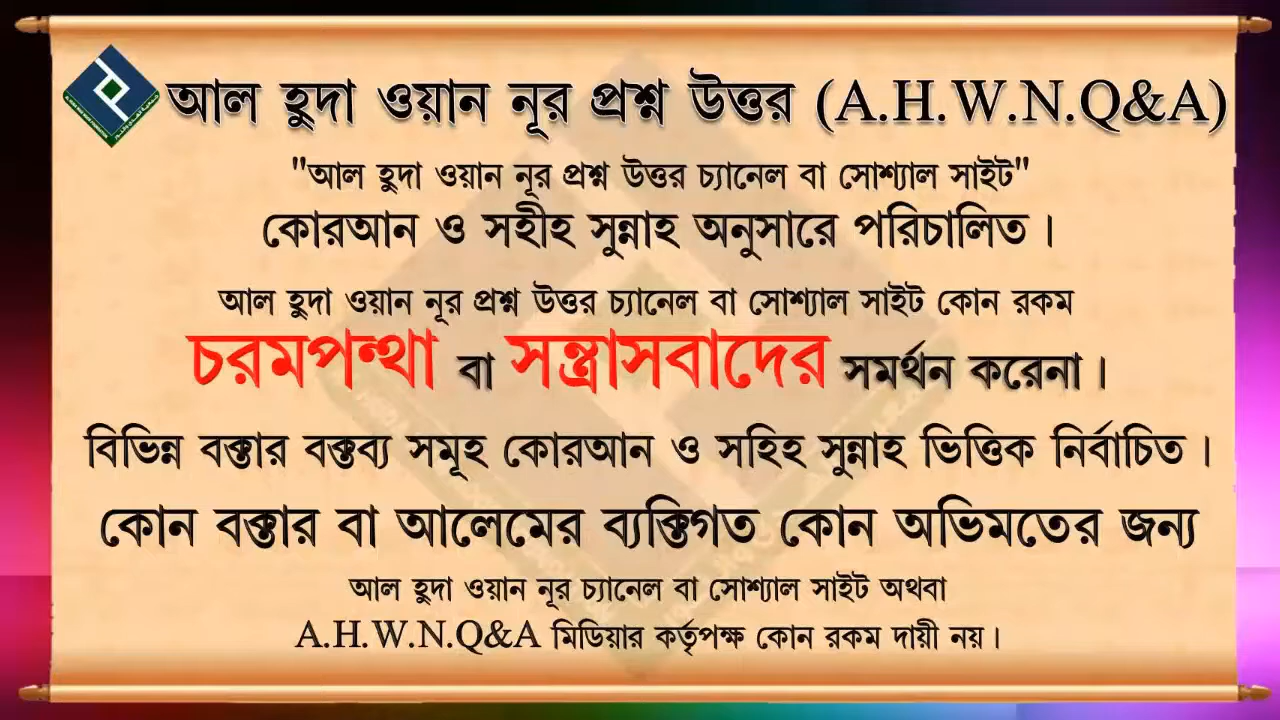 আল হুদা ওয়ান নূর প্রশ্ন উত্তর (A.H.W.N.Q&A)
"আল হুদা ওয়ান নূর প্রশ্ন উত্তর চ্যানেল বা সোশ্যাল সাইট"
কোরআন ও সহীহ সুন্নাহ অনুসারে পরিচালিত।
আল হুদা ওয়ান নূর প্রশ্ন উত্তর চ্যানেল বা সোশ্যাল সাইট কোন রকম
চরমপন্থা বা সন্ত্রাসবাদের সমর্থন করেনা।
বিভিন্ন বক্তার বক্তব্য সমূহ কোরআন ও সহিহ সুন্নাহ ভিত্তিক নির্বাচিত।
কোন বক্তার বা আলেমের ব্যক্তিগত কোন অভিমতের জন্য
আল হুদা ওয়ান নূর চ্যানেল বা সোশ্যাল সাইট অথবা
A.H.W.N.Q&A মিডিয়ার কর্তৃপক্ষ কোন রকম দায়ী নয়।